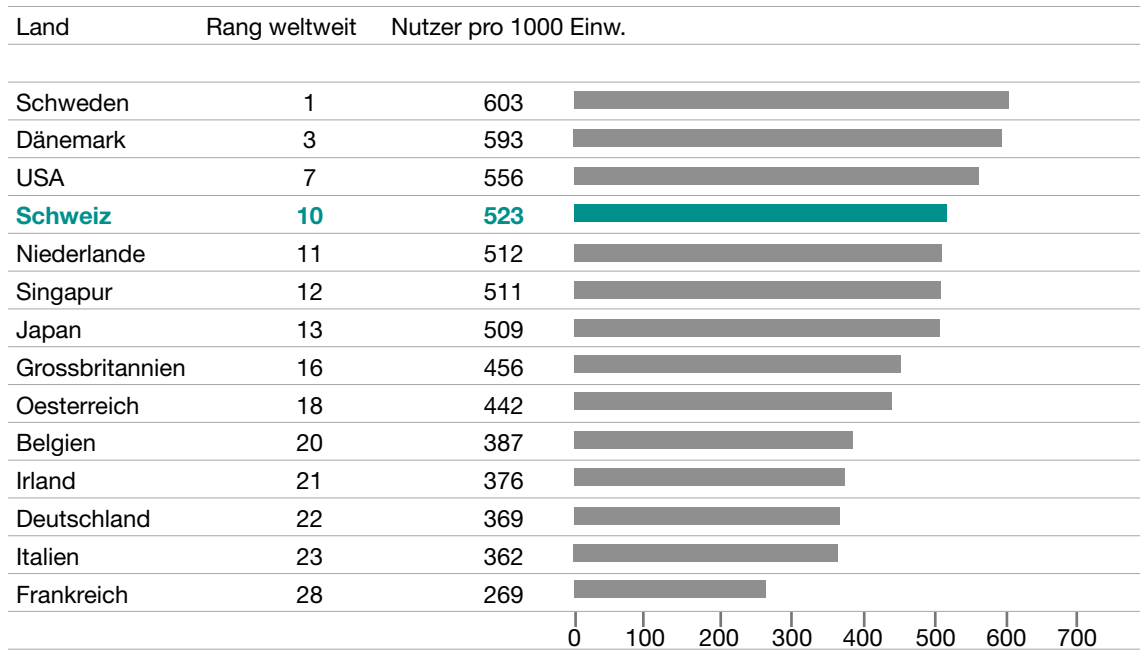 Land Rang weltweit Nutzer pro 1000 Einw.
Schweden 1 603
Dänemark 3 593
USA 7 556
Schweiz 10 523
Niederlande 11 512
Singapur 12 511
Japan 13 509
Grossbritannien 16 456
Oesterreich 18 442
Belgien 20 387
Irland 21 376
Deutschland 22 369
Italien 23 362
Frankreich 28 269
0 100 200 300 400 500 600 700